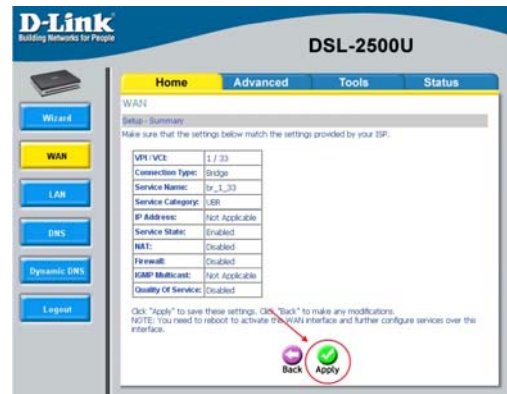 D-Link
Building Networks for People
DSL-2500U
Home Advanced Tools Status
Wizard
WAN
LAN
DNS
Dynamic DNS
Logout
WAN
Setup - Summary
Make sure that the settings below match the settings provided by your ISP.
VPI / VCI: 1 / 33
Connection Type: Bridge
Service Name: br_1_33
Service Category: UBR
IP Address: Not Applicable
Service State: Enabled
NAT: Disabled
Firewall: Disabled
IGMP Multicast: Not Applicable
Quality Of Service: Disabled
Click "Apply" to save these settings. Click "Back" to make any modifications.
NOTE: You need to reboot to activate this WAN interface and further configure services over this
interface.
Back Apply